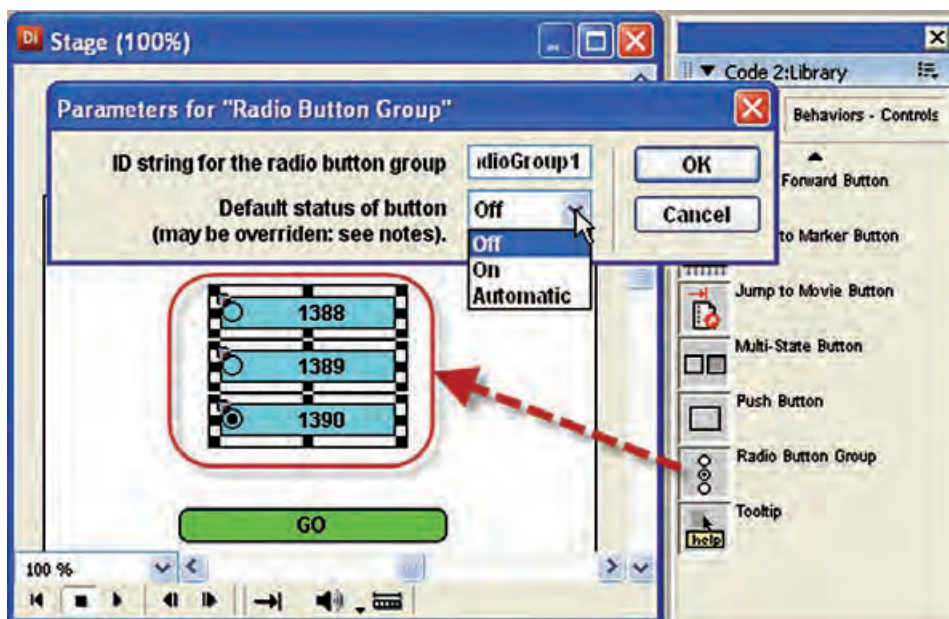 Di Stage (100%)
Code 2:Library
Parameters for "Radio Button Group"
Behaviors - Controls
ID string for the radio button group
dioGroup1
OK
Default status of button
(may be overriden: see notes).
Off
Cancel
Off
On
Automatic
Forward Button
to Marker Button
Jump to Movie Button
Multi-State Button
Push Button
Radio Button Group
Tooltip
help
1388
1389
1390
GO
100 %